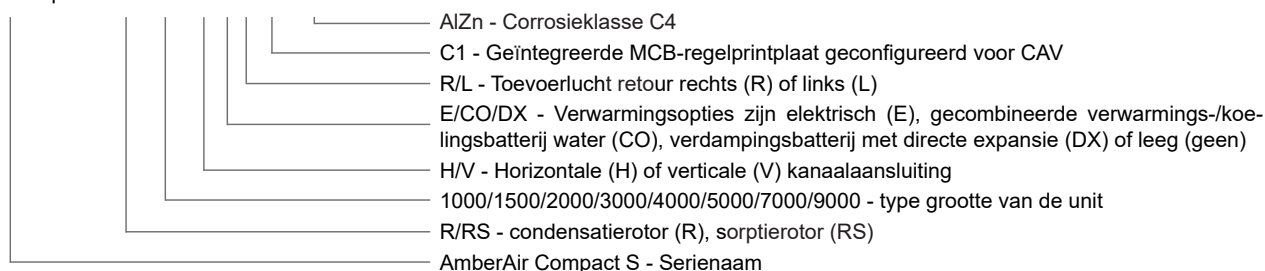 AlZn - Corrosieklasse C4
C1 - Geïntegreerde MCB-regelprintplaat geconfigureerd voor CAV
R/L - Toevoerlucht retour rechts (R) of links (L)
E/CO/DX - Verwarmingsopties zijn elektrisch (E), gecombineerde verwarmings-/koe-
lingsbatterij water (CO), verdampingsbatterij met directe expansie (DX) of leeg (geen)
H/V - Horizontale (H) of verticale (V) kanaalaansluiting
1000/1500/2000/3000/4000/5000/7000/9000 - type grootte van de unit
R/RS - condensatierotor (R), sorptierotor (RS)
AmberAir Compact S - Serienaam